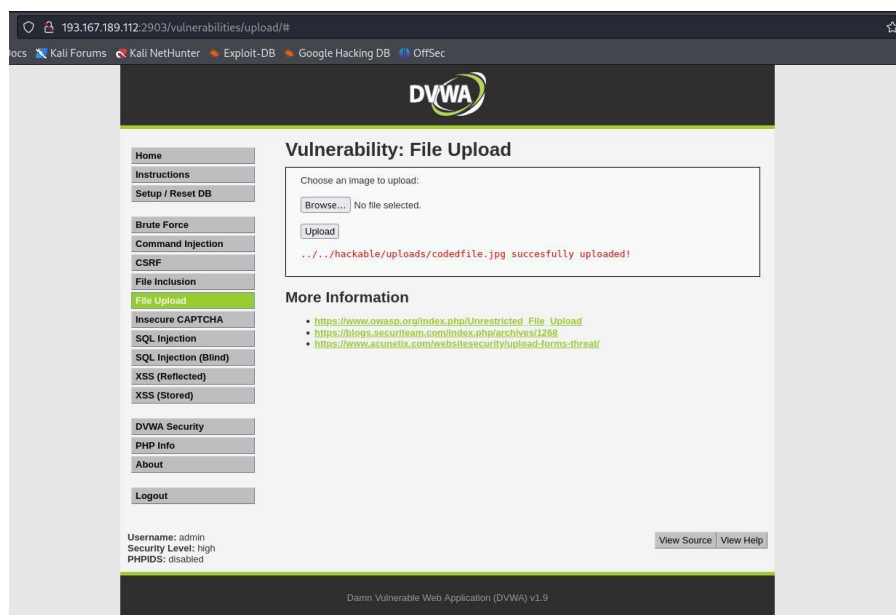 193.167.189.112:2903/vulnerabilities/upload/#
ocs Kali Forums Kali NetHunter Exploit-DB Google Hacking DB OffSec
DVWA
Home
Instructions
Setup / Reset DB
Brute Force
Command Injection
CSRF
File Inclusion
File Upload
Insecure CAPTCHA
SQL Injection
SQL Injection (Blind)
XSS (Reflected)
XSS (Stored)
DVWA Security
PHP Info
About
Logout
Vulnerability: File Upload
Choose an image to upload:
Browse... No file selected.
Upload
../../hackable/uploads/codedfile.jpg succesfully uploaded!
More Information
https://www.owasp.org/index.php/Unrestricted_File_Upload
https://blogs.securiteam.com/index.php/archives/1268
https://www.acunetix.com/websitesecurity/upload-forms-threat/
Username: admin
Security Level: high
PHPIDS: disabled
View Source View Help
Damn Vulnerable Web Application (DVWA) v1.9